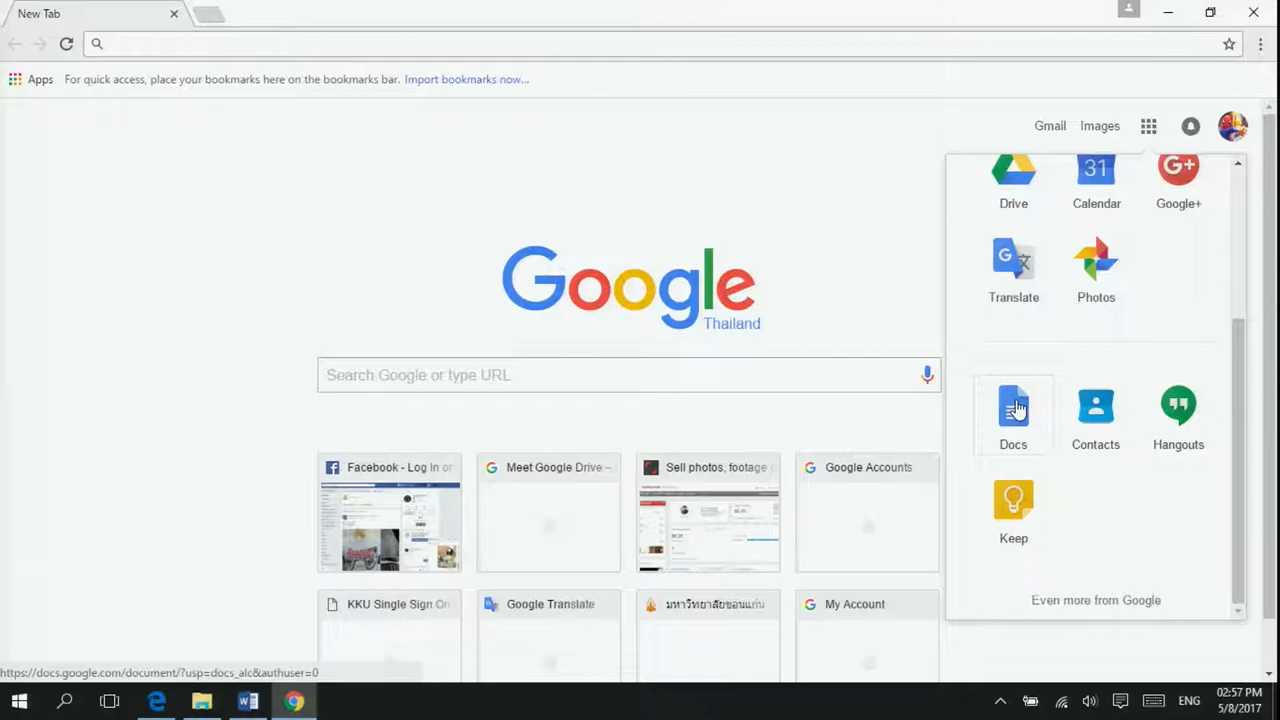 New Tab
Apps For quick access, place your bookmarks here on the bookmarks bar. Import bookmarks now...
Gmail Images
Drive Calendar Google+
31
G+
Translate Photos
G
Google
Thailand
Search Google or type URL
Docs Contacts Hangouts
Keep
Even more from Google
Facebook - Log In or
Meet Google Drive –
Sell photos, footage
Google Accounts
KKU Single Sign On
Google Translate
มหาวิทยาลัยขอนแก่น
My Account
https://docs.google.com/document/?usp=docs_alc&authuser=0
ENG
02:57 PM
5/8/2017